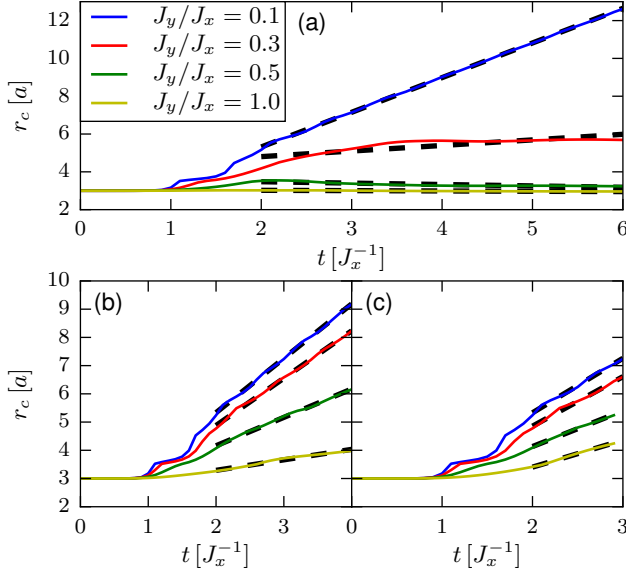 J_y/J_x = 0.1
J_y/J_x = 0.3
J_y/J_x = 0.5
J_y/J_x = 1.0
(a)
r_c [a]
12
10
8
6
4
2
0 1 2 3 4 5 6
t [J_x^{-1}]
(b)
(c)
r_c [a]
10
9
8
7
6
5
4
3
2
0 1 2 3 0 1 2 3
t [J_x^{-1}] t [J_x^{-1}]